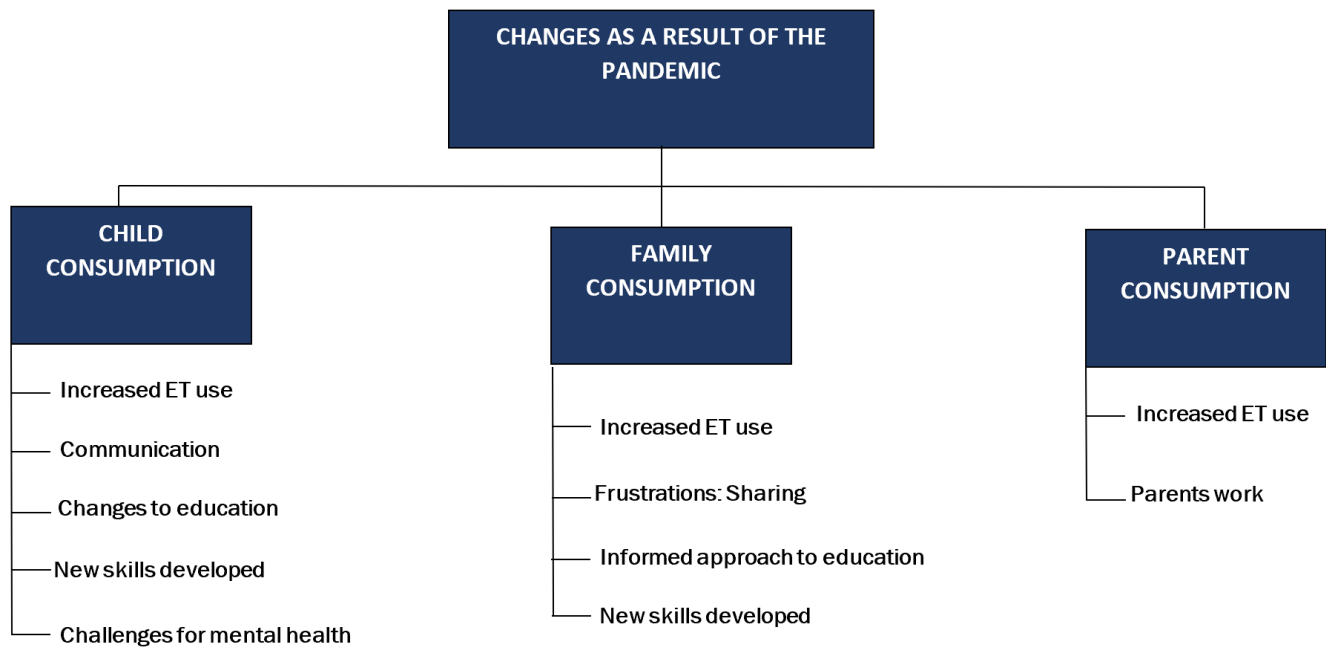 CHANGES AS A RESULT OF THE
PANDEMIC
CHILD
CONSUMPTION
Increased ET use
Communication
Changes to education
New skills developed
Challenges for mental health
FAMILY
CONSUMPTION
Increased ET use
Frustrations: Sharing
Informed approach to education
New skills developed
PARENT
CONSUMPTION
Increased ET use
Parents work